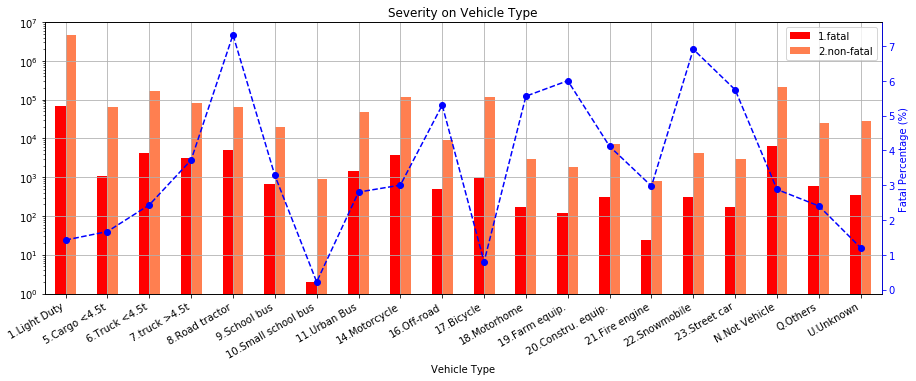 Severity on Vehicle Type
1.fatal
2.non-fatal
10^7
10^6
10^5
10^4
10^3
10^2
10^1
10^0
7
6
5
4
3
2
1
0
Fatal Percentage (%)
1.Light Duty
5.Cargo <4.5t
6.Truck <4.5t
7.truck >4.5t
8.Road tractor
9.School bus
10.Small school bus
11.Urban Bus
14.Motorcycle
16.Off-road
17.Bicycle
18.Motorhome
19.Farm equip.
20.Constru. equip.
21.Fire engine
22.Snowmobile
23.Street car
N.Not Vehicle
Q.Others
U.Unknown
Vehicle Type